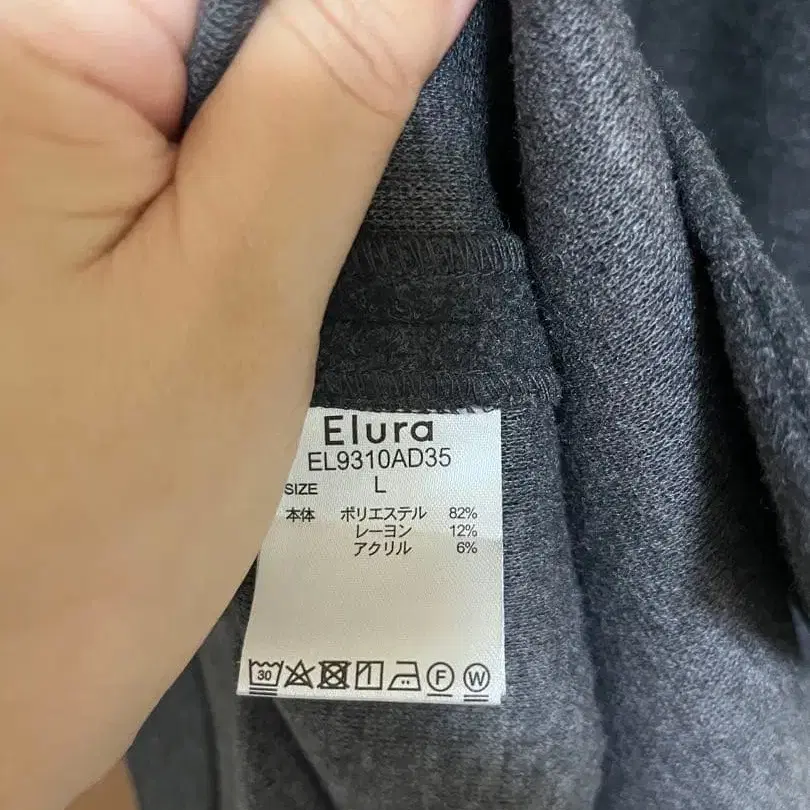 Elura
EL9310AD35
SIZE L
本体 ポリエステル 82%
レーヨン 12%
アクリル 6%
30 F W